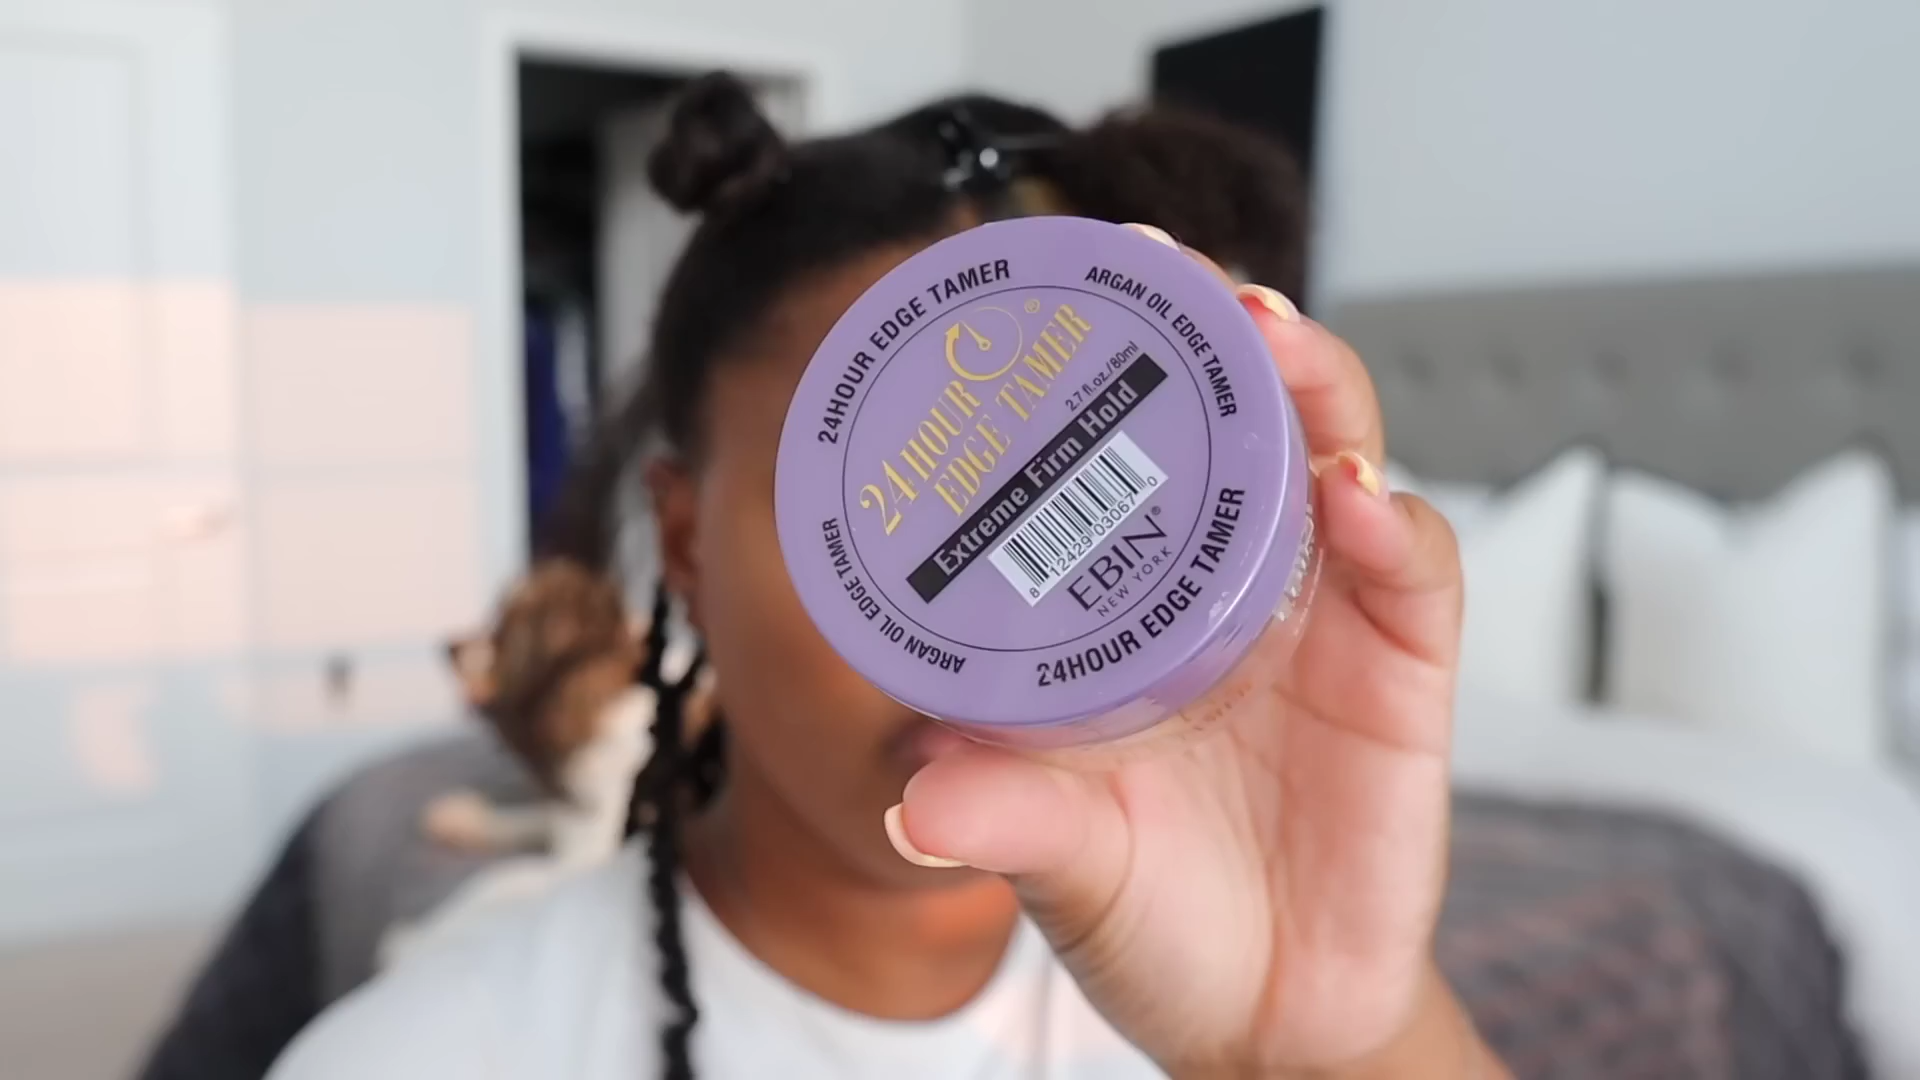 24HOUR EDGE TAMER
ARGAN OIL EDGE TAMER
24 HOUR
EDGE TAMER®
2.7 fl.oz./80ml
Extreme Firm Hold
8 12429 03067 0
EBIN®
NEW YORK
ARGAN OIL EDGE TAMER
24HOUR EDGE TAMER